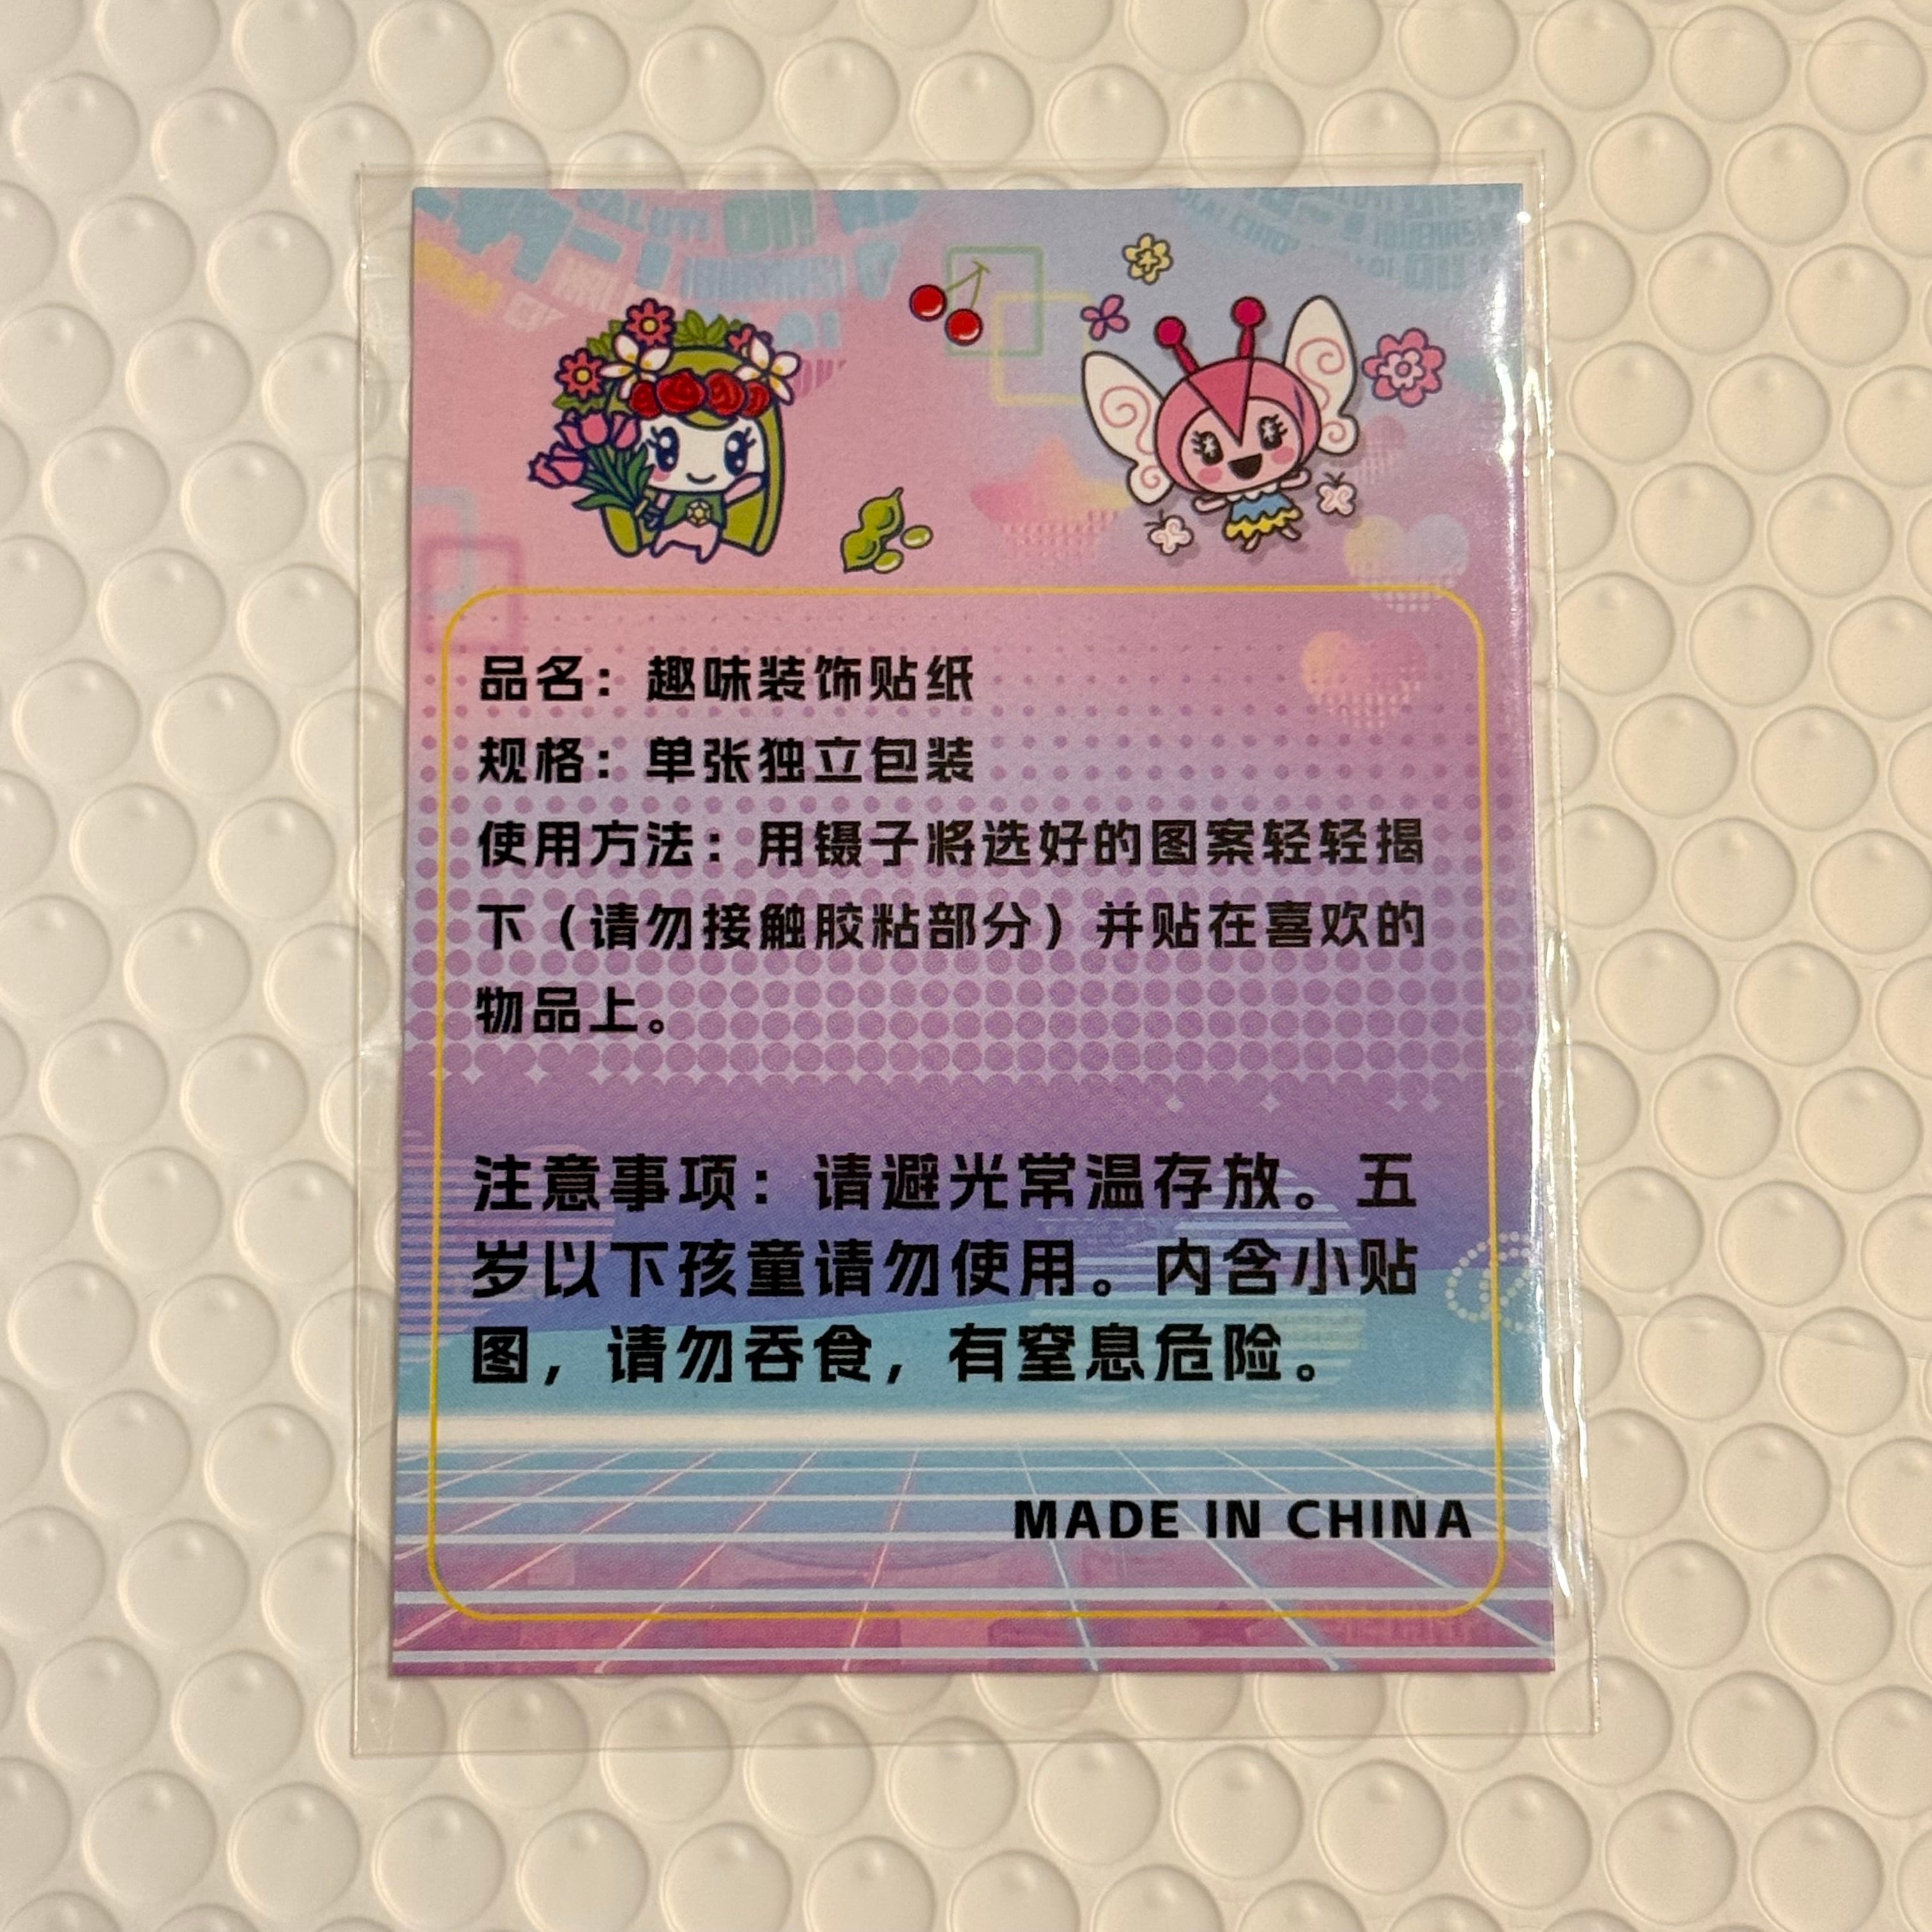 品名：趣味装饰贴纸
规格：单张独立包装
使用方法：用镊子将选好的图案轻轻揭
下（请勿接触胶粘部分）并贴在喜欢的
物品上。
注意事项：请避光常温存放。五
岁以下孩童请勿使用。内含小贴
图，请勿吞食，有窒息危险。
MADE IN CHINA